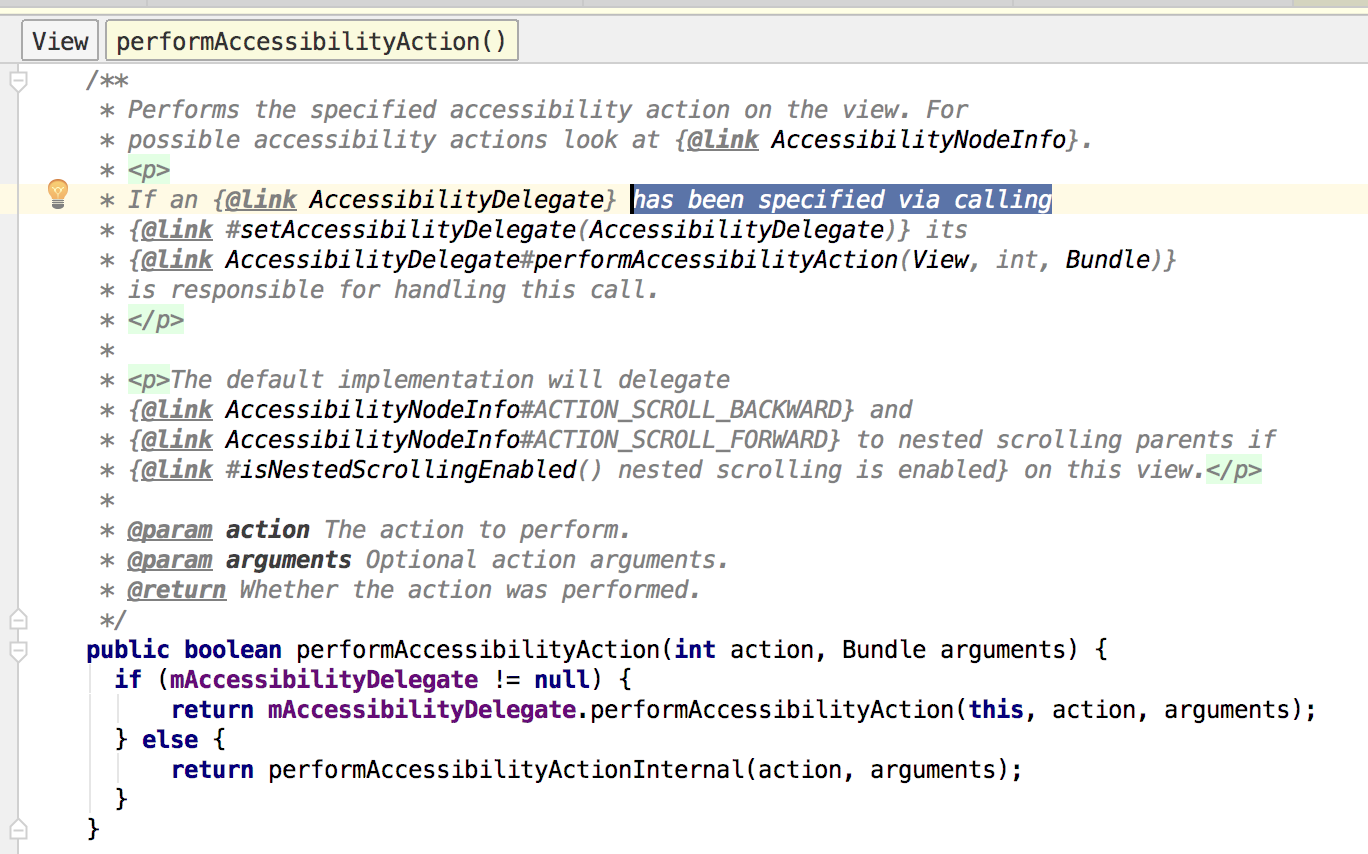 View performAccessibilityAction()
/**
 * Performs the specified accessibility action on the view. For
 * possible accessibility actions look at {@link AccessibilityNodeInfo}.
 * <p>
 * If an {@link AccessibilityDelegate} has been specified via calling
 * {@link #setAccessibilityDelegate(AccessibilityDelegate)} its
 * {@link AccessibilityDelegate#performAccessibilityAction(View, int, Bundle)}
 * is responsible for handling this call.
 * </p>
 *
 * <p>The default implementation will delegate
 * {@link AccessibilityNodeInfo#ACTION_SCROLL_BACKWARD} and
 * {@link AccessibilityNodeInfo#ACTION_SCROLL_FORWARD} to nested scrolling parents if
 * {@link #isNestedScrollingEnabled() nested scrolling is enabled} on this view.</p>
 *
 * @param action The action to perform.
 * @param arguments Optional action arguments.
 * @return Whether the action was performed.
 */
public boolean performAccessibilityAction(int action, Bundle arguments) {
  if (mAccessibilityDelegate != null) {
      return mAccessibilityDelegate.performAccessibilityAction(this, action, arguments);
  } else {
      return performAccessibilityActionInternal(action, arguments);
  }
}